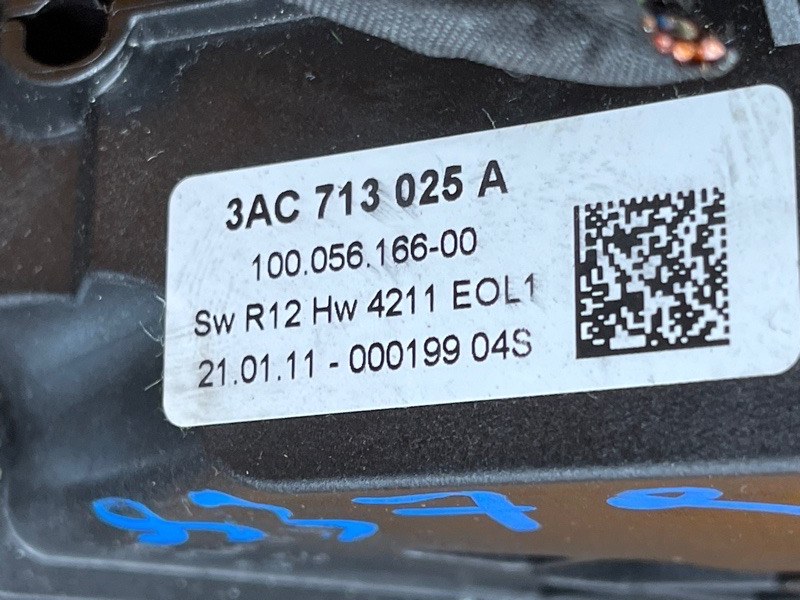 3AC 713 025 A
100.056.166-00
Sw R12 Hw 4211 EOL1
21.01.11 - 000199 04S